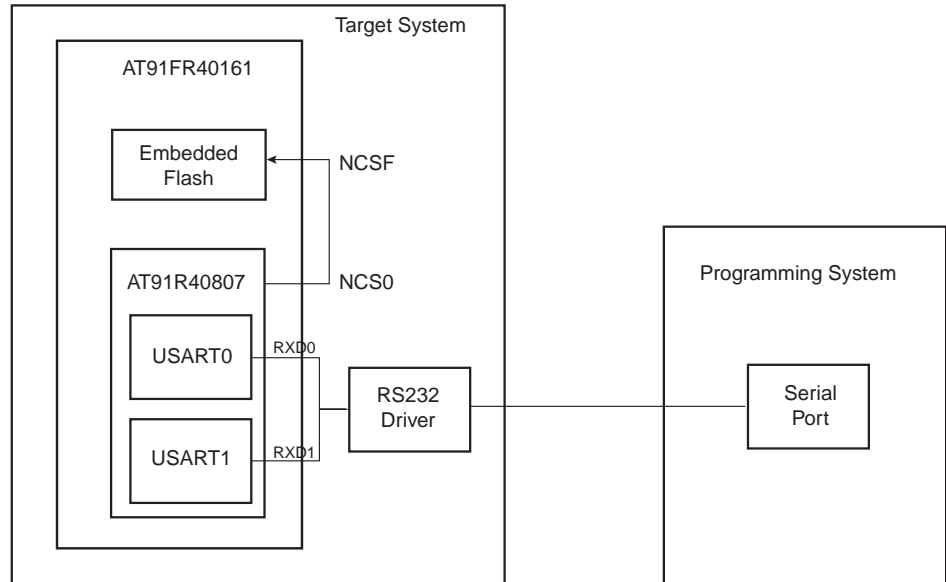 Target System
AT91FR40161
Embedded
Flash
NCSF
AT91R40807
NCS0
USART0
RXD0
USART1
RXD1
RS232
Driver
Programming System
Serial
Port